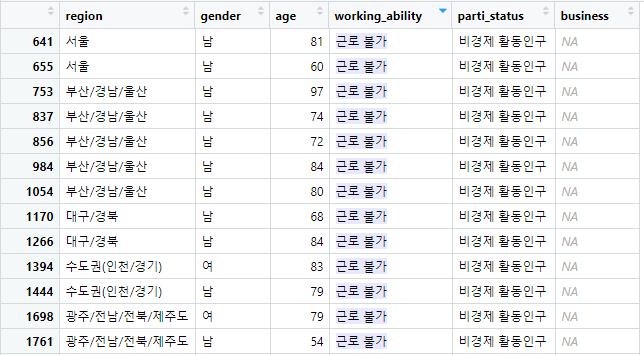 region gender age working_ability parti_status business
641 서울 남 81 근로 불가 비경제 활동인구 NA
655 서울 남 60 근로 불가 비경제 활동인구 NA
753 부산/경남/울산 남 97 근로 불가 비경제 활동인구 NA
837 부산/경남/울산 남 74 근로 불가 비경제 활동인구 NA
856 부산/경남/울산 남 72 근로 불가 비경제 활동인구 NA
984 부산/경남/울산 남 84 근로 불가 비경제 활동인구 NA
1054 부산/경남/울산 남 80 근로 불가 비경제 활동인구 NA
1170 대구/경북 남 68 근로 불가 비경제 활동인구 NA
1266 대구/경북 남 84 근로 불가 비경제 활동인구 NA
1394 수도권(인천/경기) 여 83 근로 불가 비경제 활동인구 NA
1444 수도권(인천/경기) 남 79 근로 불가 비경제 활동인구 NA
1698 광주/전남/전북/제주도 여 79 근로 불가 비경제 활동인구 NA
1761 광주/전남/전북/제주도 남 54 근로 불가 비경제 활동인구 NA